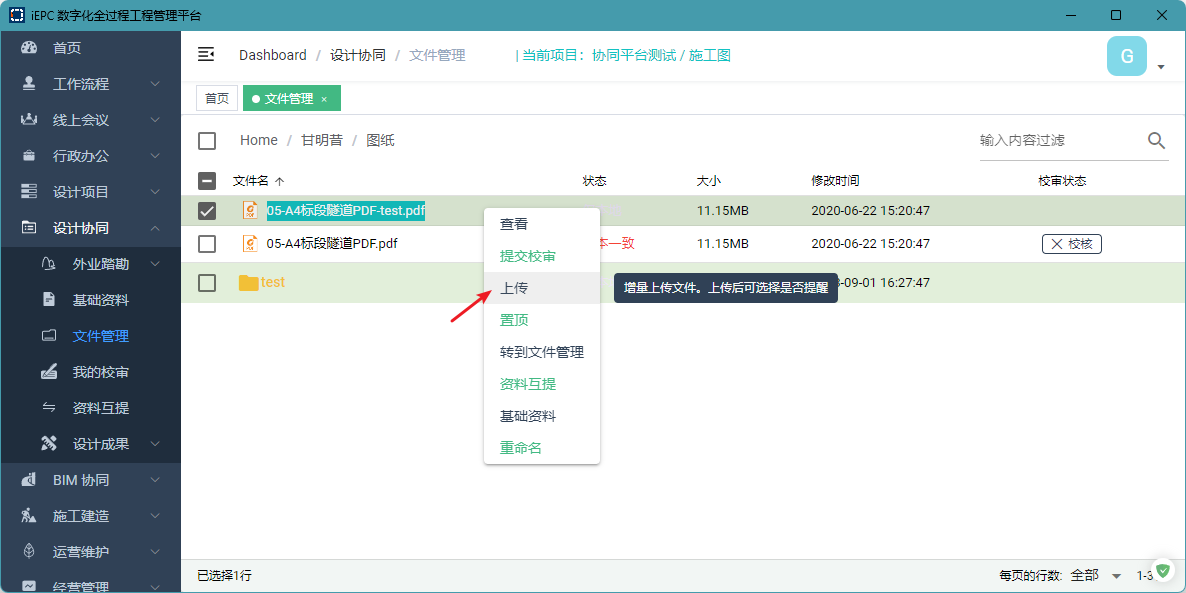 iEPC 数字化全过程工程管理平台
首页
工作流程
线上会议
行政办公
设计项目
设计协同
外业踏勘
基础资料
文件管理
我的校审
资料互提
设计成果
BIM 协同
施工建造
运营维护
经营管理
Dashboard / 设计协同 / 文件管理 | 当前项目：协同平台测试 / 施工图
G
首页 文件管理 ×
Home / 甘明昔 / 图纸 输入内容过滤
文件名 状态 大小 修改时间 校审状态
05-A4标段隧道PDF-test.pdf 11.15MB 2020-06-22 15:20:47
05-A4标段隧道PDF.pdf 本一致 11.15MB 2020-06-22 15:20:47 校核
test -09-01 16:27:47
查看
提交校审
上传
增量上传文件。上传后可选择是否提醒
置顶
转到文件管理
资料互提
基础资料
重命名
已选择1行 每页的行数: 全部 1-3